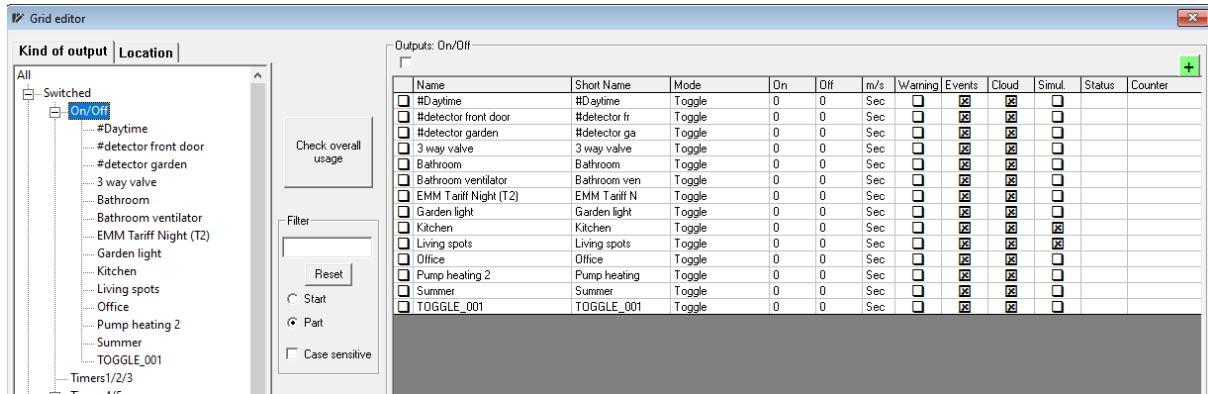 Grid editor
Kind of output Location
All
Switched
On/Off
#Daytime
#detector front door
#detector garden
3 way valve
Bathroom
Bathroom ventilator
EMM Tariff Night (T2)
Garden light
Kitchen
Living spots
Office
Pump heating 2
Summer
TOGGLE_001
Timers1/2/3
Check overall
usage
Filter
Reset
Start
Part
Case sensitive
Outputs: On/Off
+
Name Short Name Mode On Off m/s Warning Events Cloud Simul. Status Counter
#Daytime #Daytime Toggle 0 0 Sec
#detector front door #detector fr Toggle 0 0 Sec
#detector garden #detector ga Toggle 0 0 Sec
3 way valve 3 way valve Toggle 0 0 Sec
Bathroom Bathroom Toggle 0 0 Sec
Bathroom ventilator Bathroom ven Toggle 0 0 Sec
EMM Tariff Night (T2) EMM Tariff N Toggle 0 0 Sec
Garden light Garden light Toggle 0 0 Sec
Kitchen Kitchen Toggle 0 0 Sec
Living spots Living spots Toggle 0 0 Sec
Office Office Toggle 0 0 Sec
Pump heating 2 Pump heating Toggle 0 0 Sec
Summer Summer Toggle 0 0 Sec
TOGGLE_001 TOGGLE_001 Toggle 0 0 Sec